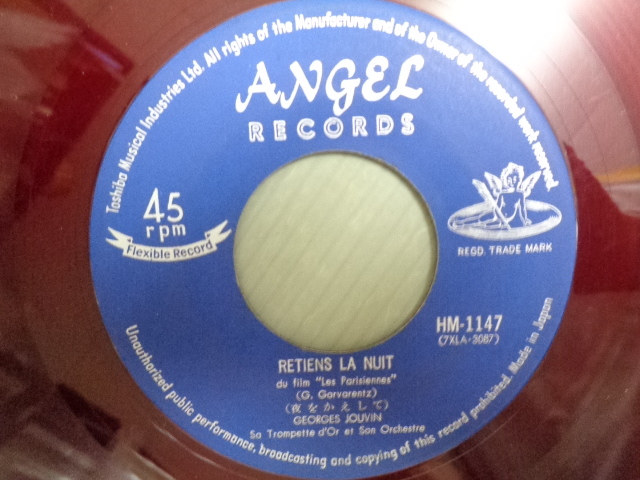 Toshiba Musical Industries Ltd. All rights of the Manufacturer and of the Owner of the recorded work reserved.
ANGEL
RECORDS
45
rpm
Flexible Record
REGD. TRADE MARK
HM-1147
(7XLA-3087)
RETIENS LA NUIT
du film "Les Parisiennes"
(G. Garvarentz)
(夜をかえして)
GEORGES JOUVIN
Sa Trompette d'Or et Son Orchestre
Unauthorized public performance, broadcasting and copying of this record prohibited. Made in Japan